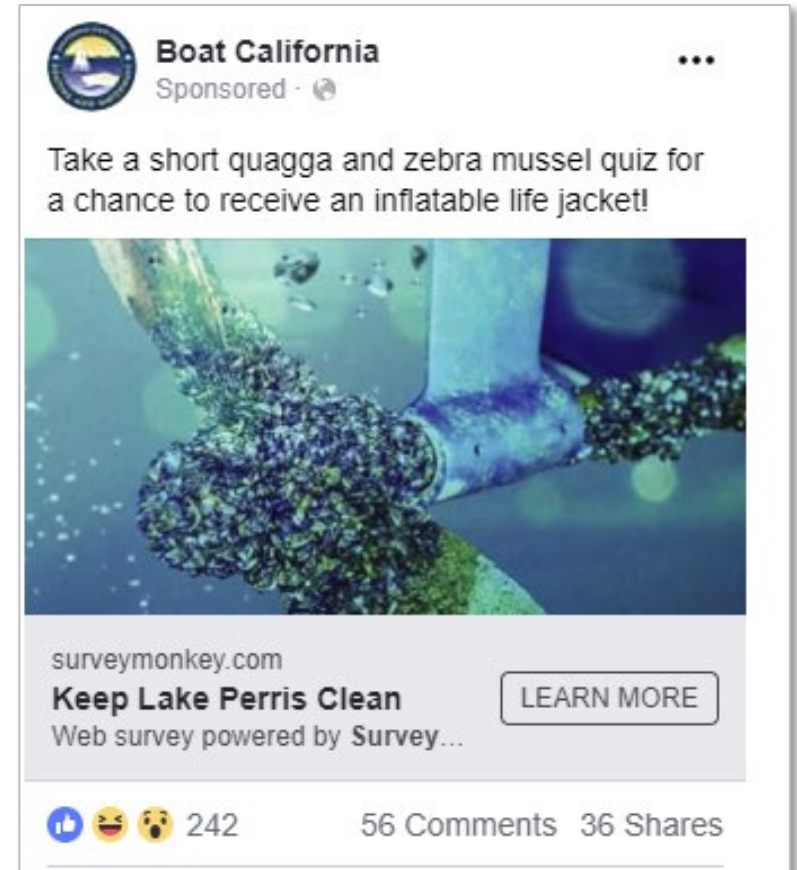 Boat California
Sponsored ·
Take a short quagga and zebra mussel quiz for
a chance to receive an inflatable life jacket!
surveymonkey.com
Keep Lake Perris Clean
LEARN MORE
Web survey powered by Survey...
242
56 Comments
36 Shares